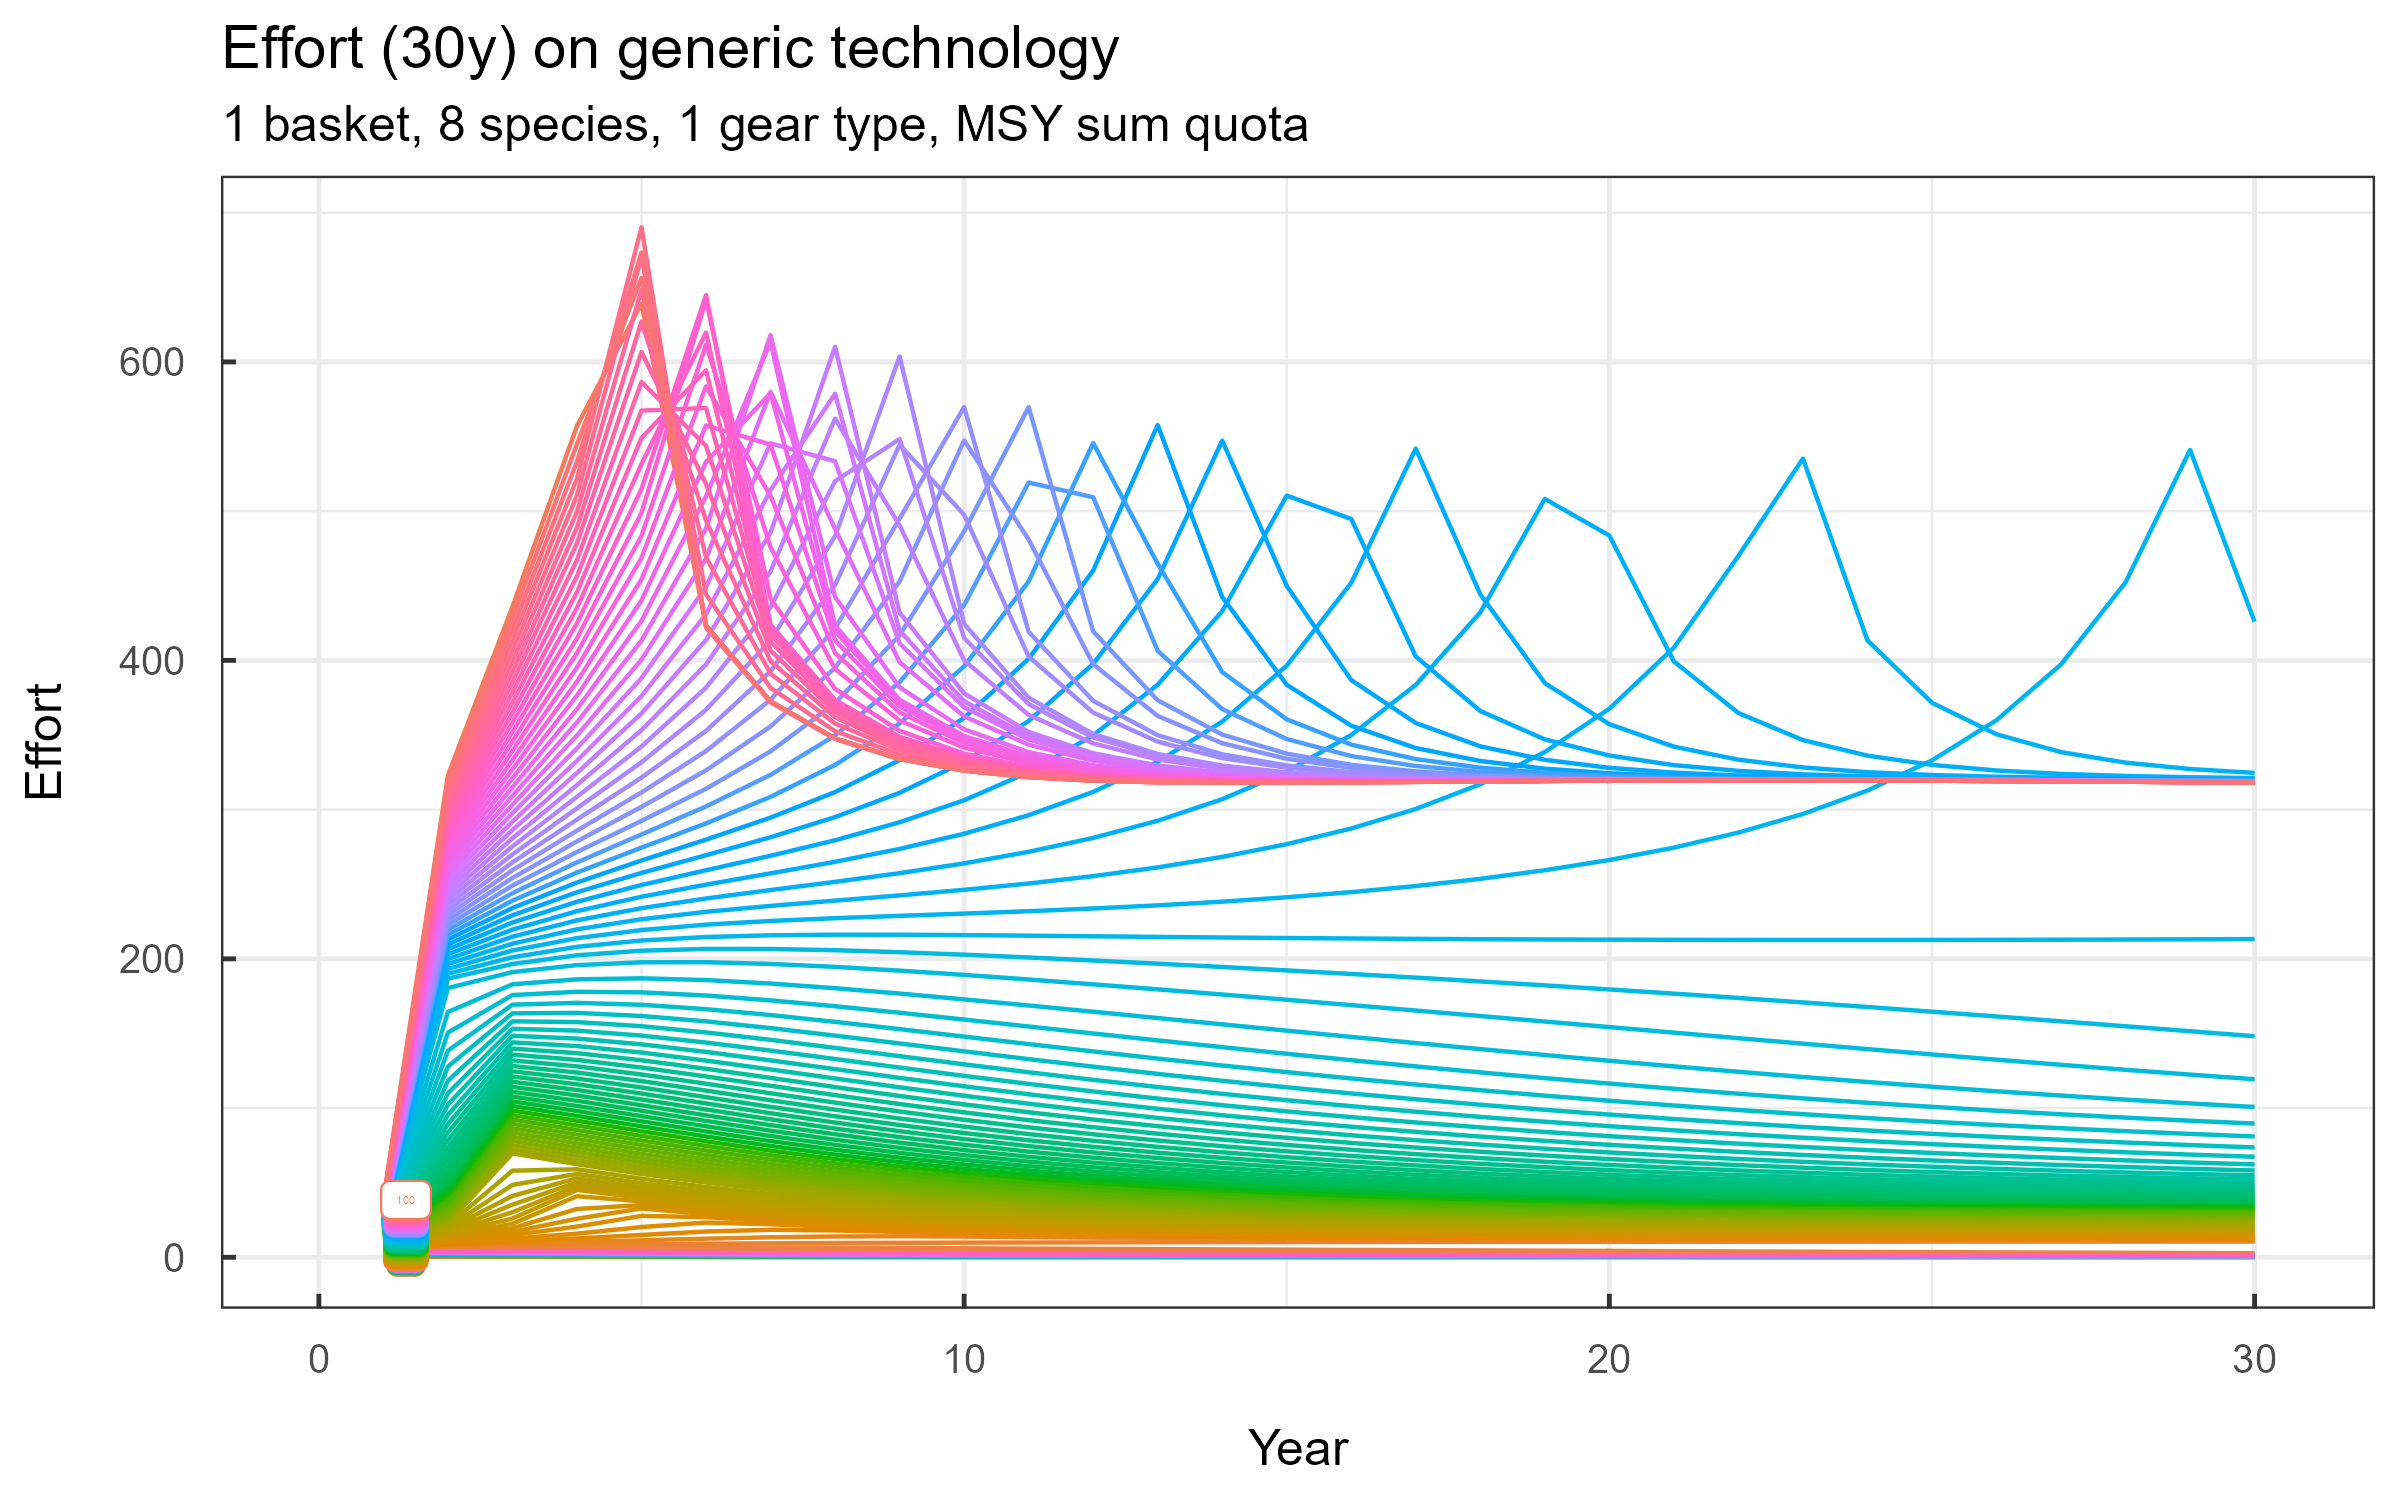 Effort (30y) on generic technology
1 basket, 8 species, 1 gear type, MSY sum quota
Effort
600
400
200
0
100
0
10
20
30
Year